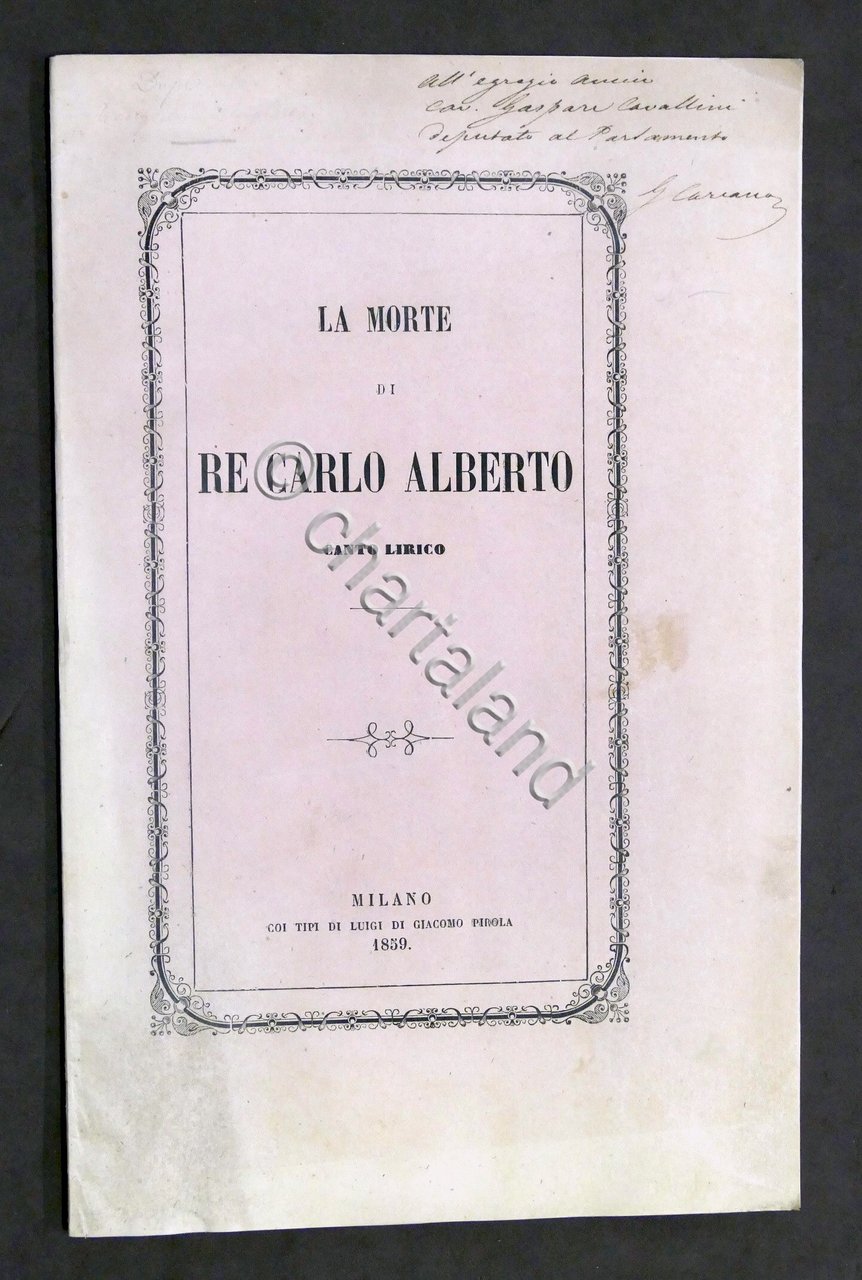 All' egregio amico
cav. Gaspare Cavallini
deputato al Parlamento
G Carcano
LA MORTE
DI
RE CARLO ALBERTO
CANTO LIRICO
© chartaland
MILANO
COI TIPI DI LUIGI DI GIACOMO PIROLA
1859.